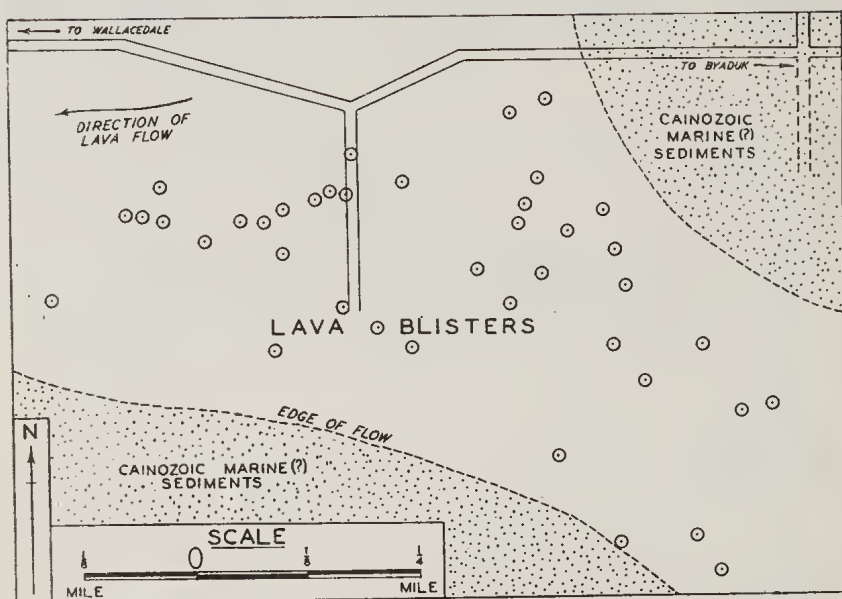 TO WALLACEDALE
TO BYADUK
DIRECTION OF
LAVA FLOW
CAINOZOIC
MARINE(?)
SEDIMENTS
LAVA BLISTERS
EDGE OF FLOW
N
CAINOZOIC MARINE(?)
SEDIMENTS
SCALE
1/8 0 1/8 1/4
MILE MILE